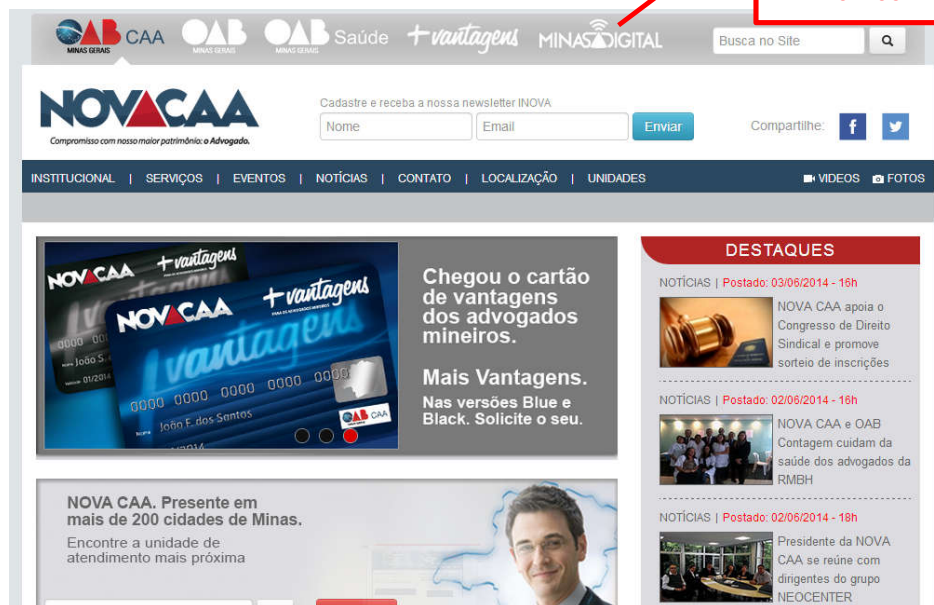 OAB CAA OAB OAB Saúde +vantagens MINAS DIGITAL Busca no Site
MINAS GERAIS MINAS GERAIS MINAS GERAIS
NOVACAA
Compromisso com nosso maior patrimônio: o Advogado.
Cadastre e receba a nossa newsletter INOVA
Nome Email Enviar Compartilhe:
INSTITUCIONAL | SERVIÇOS | EVENTOS | NOTÍCIAS | CONTATO | LOCALIZAÇÃO | UNIDADES VIDEOS FOTOS
NOVACAA +vantagens
NOVACAA +vantagens
vantagens
0000 0000 0000 0000
João F. dos Santos
OAB CAA
João S.
01/2014
Chegou o cartão
de vantagens
dos advogados
mineiros.
Mais Vantagens.
Nas versões Blue e
Black. Solicite o seu.
NOVA CAA. Presente em
mais de 200 cidades de Minas.
Encontre a unidade de
atendimento mais próxima
DESTAQUES
NOTÍCIAS | Postado: 03/06/2014 - 16h
NOVA CAA apoia o
Congresso de Direito
Sindical e promove
sorteio de inscrições
NOTÍCIAS | Postado: 02/06/2014 - 16h
NOVA CAA e OAB
Contagem cuidam da
saúde dos advogados da
RMBH
NOTÍCIAS | Postado: 02/06/2014 - 18h
Presidente da NOVA
CAA se reúne com
dirigentes do grupo
NEOCENTER